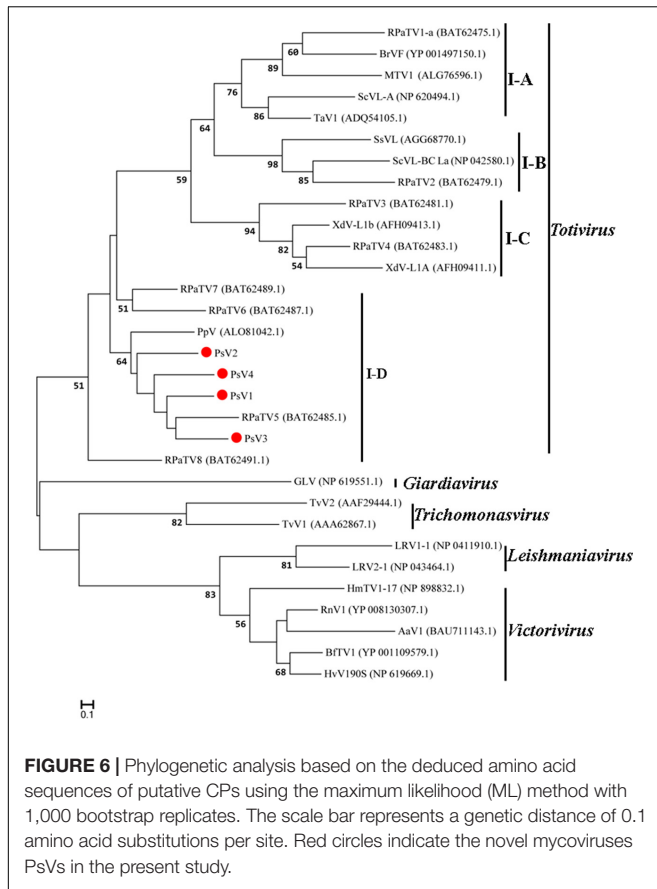 RPaTV1-a (BAT62475.1)
60
BrVF (YP 001497150.1)
89
MTV1 (ALG76596.1)
I-A
76
ScVL-A (NP 620494.1)
86
TaV1 (ADQ54105.1)
64
SsVL (AGG68770.1)
98
ScVL-BC La (NP 042580.1)
I-B
85
RPaTV2 (BAT62479.1)
59
RPaTV3 (BAT62481.1)
94
XdV-L1b (AFH09413.1)
I-C
Totivirus
82
RPaTV4 (BAT62483.1)
54
XdV-L1A (AFH09411.1)
RPaTV7 (BAT62489.1)
51
RPaTV6 (BAT62487.1)
PpV (ALO81042.1)
64
PsV2
PsV4
I-D
51
PsV1
RPaTV5 (BAT62485.1)
PsV3
RPaTV8 (BAT62491.1)
GLV (NP 619551.1)
Giardiavirus
TvV2 (AAF29444.1)
Trichomonasvirus
82
TvV1 (AAA62867.1)
LRV1-1 (NP 0411910.1)
81
Leishmaniavirus
LRV2-1 (NP 043464.1)
83
HmTV1-17 (NP 898832.1)
56
RnV1 (YP 008130307.1)
AaV1 (BAU711143.1)
Victorivirus
BfTV1 (YP 001109579.1)
68
HvV190S (NP 619669.1)
0.1
FIGURE 6 | Phylogenetic analysis based on the deduced amino acid
sequences of putative CPs using the maximum likelihood (ML) method with
1,000 bootstrap replicates. The scale bar represents a genetic distance of 0.1
amino acid substitutions per site. Red circles indicate the novel mycoviruses
PsVs in the present study.